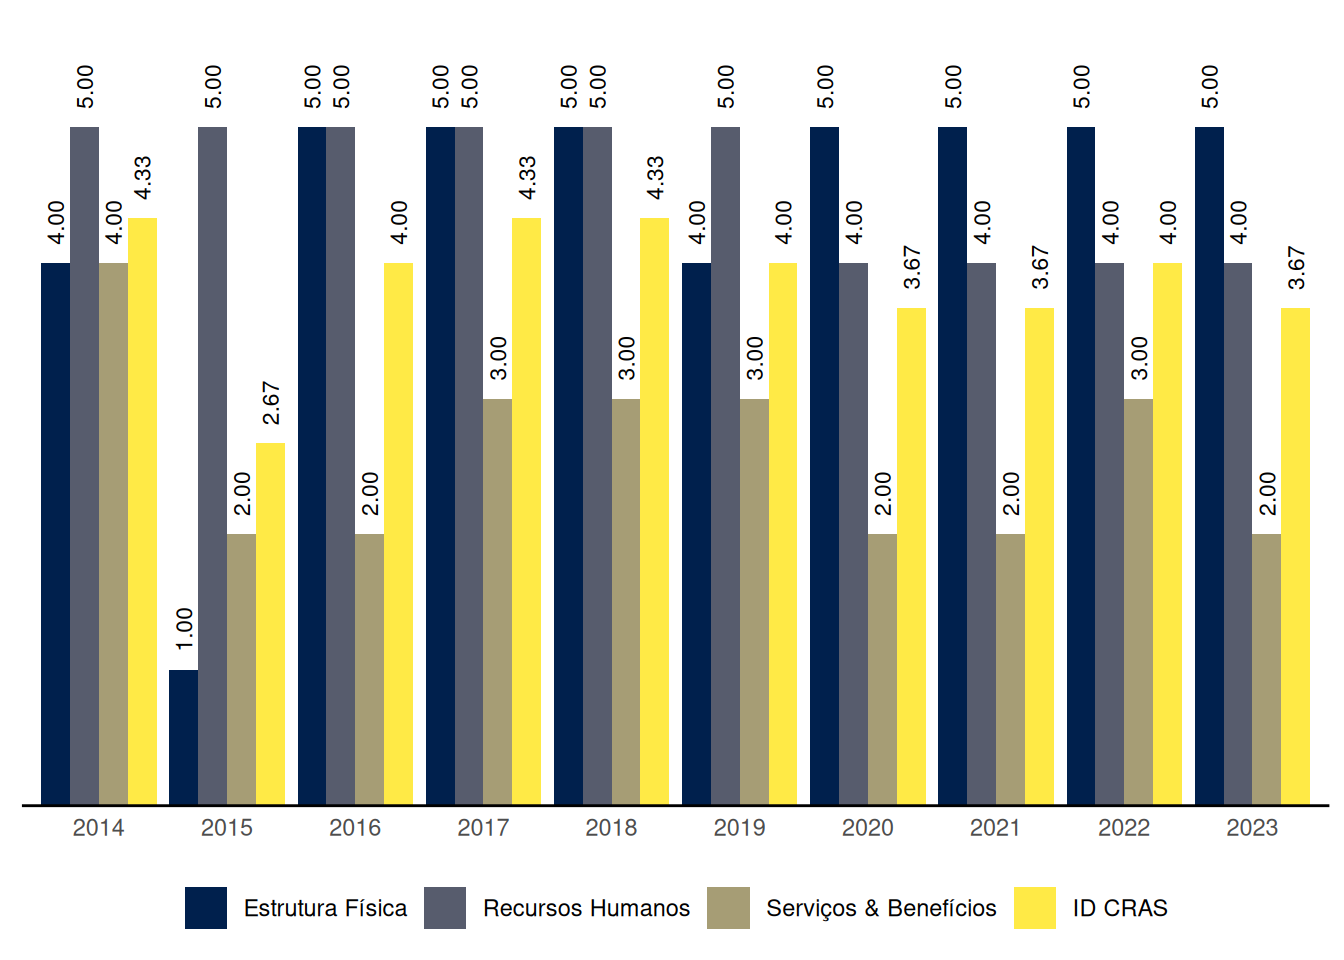 5.00 5.00 5.00 5.00 5.00 5.00 5.00 5.00 5.00 5.00 5.00 5.00 5.00
4.33 4.33 4.33
4.00 4.00 4.00 4.00 4.00 4.00 4.00 4.00 4.00 4.00
3.67 3.67 3.67
3.00 3.00 3.00 3.00
2.67
2.00 2.00 2.00 2.00 2.00
1.00
2014 2015 2016 2017 2018 2019 2020 2021 2022 2023
Estrutura Física Recursos Humanos Serviços & Benefícios ID CRAS